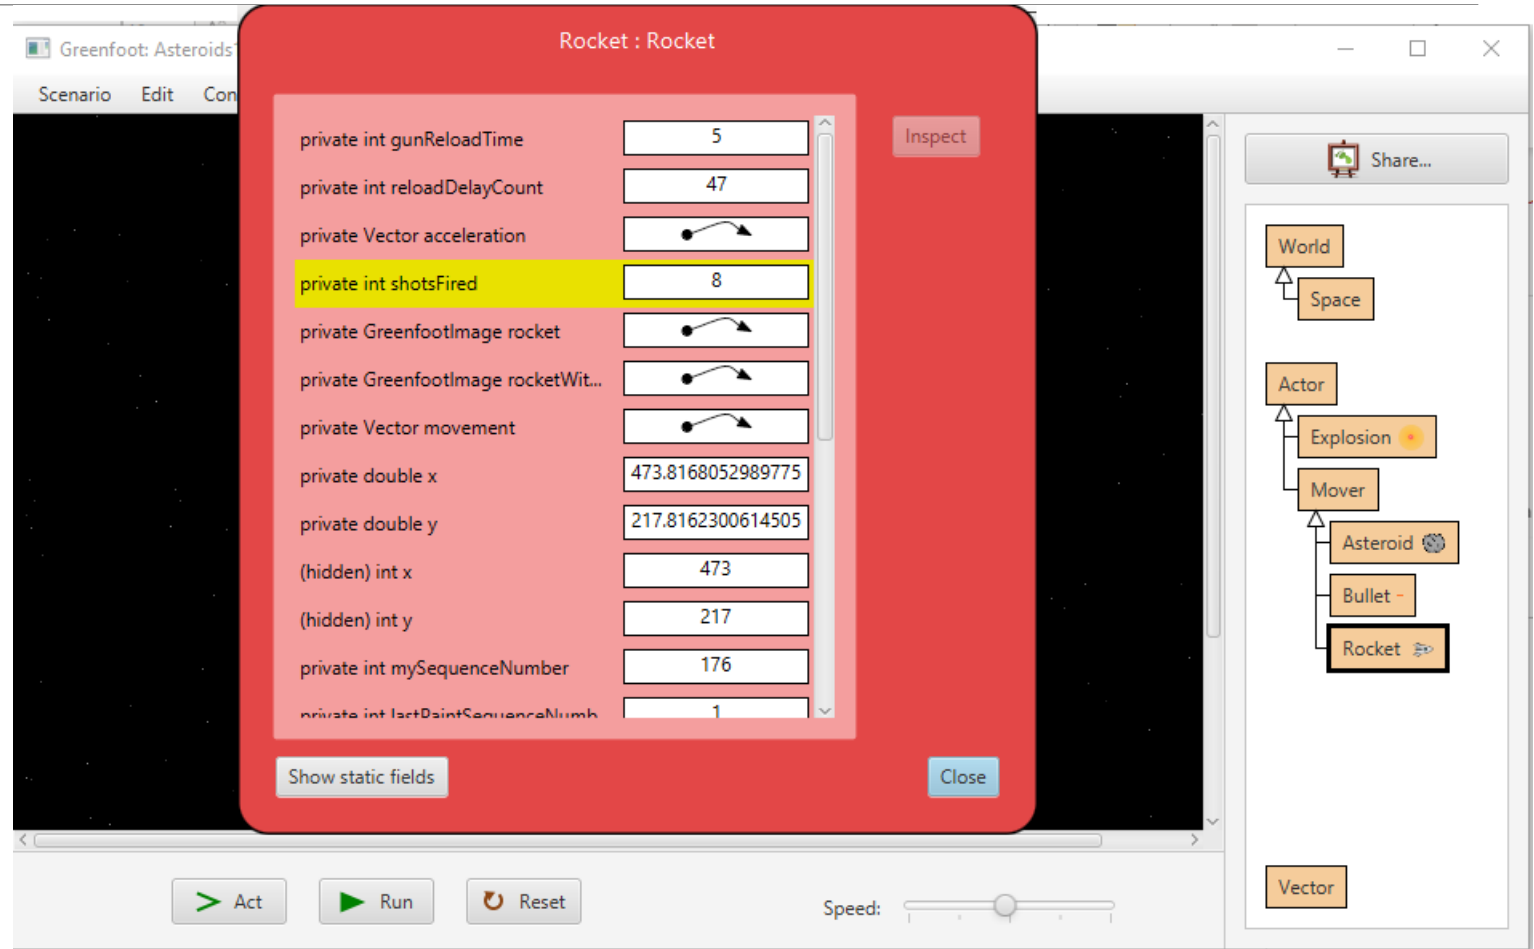 Rocket : Rocket
Greenfoot: Asteroids
Scenario Edit Con
private int gunReloadTime 5
private int reloadDelayCount 47
private Vector acceleration
private int shotsFired 8
private GreenfootImage rocket
private GreenfootImage rocketWit...
private Vector movement
private double x 473.8168052989775
private double y 217.8162300614505
(hidden) int x 473
(hidden) int y 217
private int mySequenceNumber 176
private int lastPaintSequenceNumb 1
Inspect
Show static fields
Close
Share...
World
Space
Actor
Explosion
Mover
Asteroid
Bullet
Rocket
Vector
Act
Run
Reset
Speed: